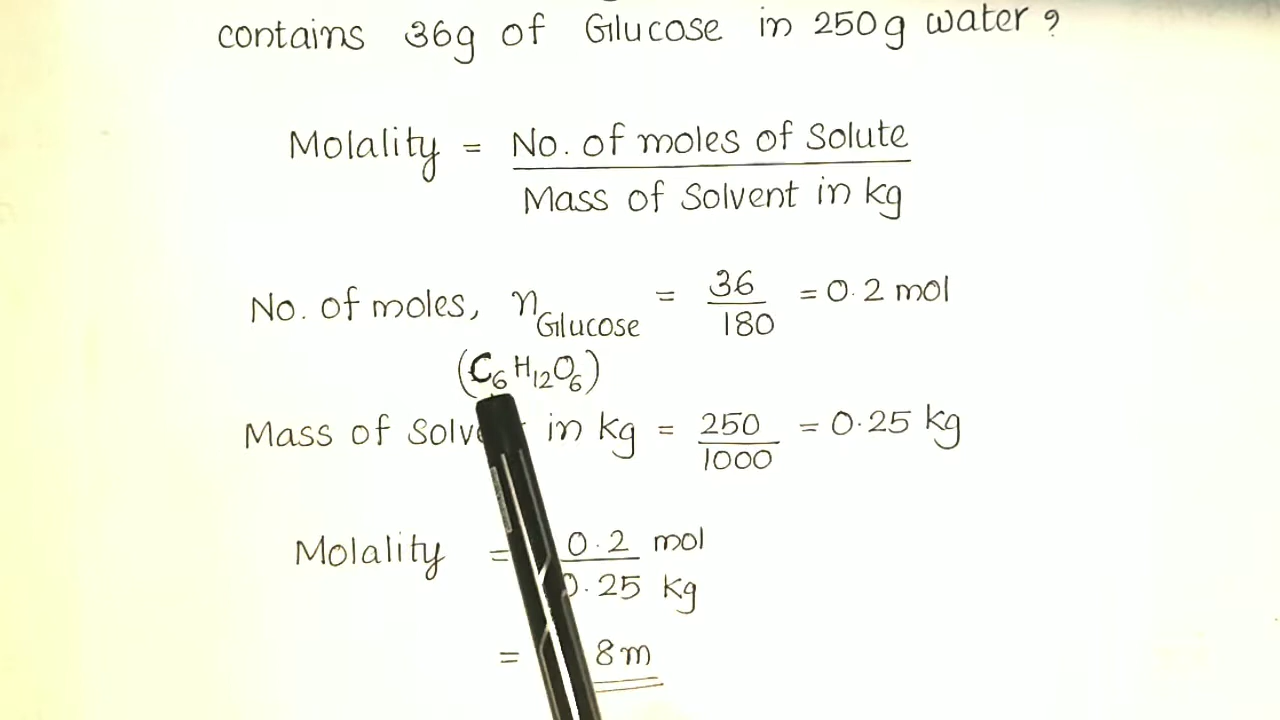 contains 36g of Glucose in 250g water ?
Molality = No. of moles of Solute
Mass of Solvent in kg
No. of moles, n Glucose = 36/180 = 0.2 mol
(C6H12O6)
Mass of in kg = 250/1000 = 0.25 kg
Molality = 0.2 mol
.25 kg
= 8m